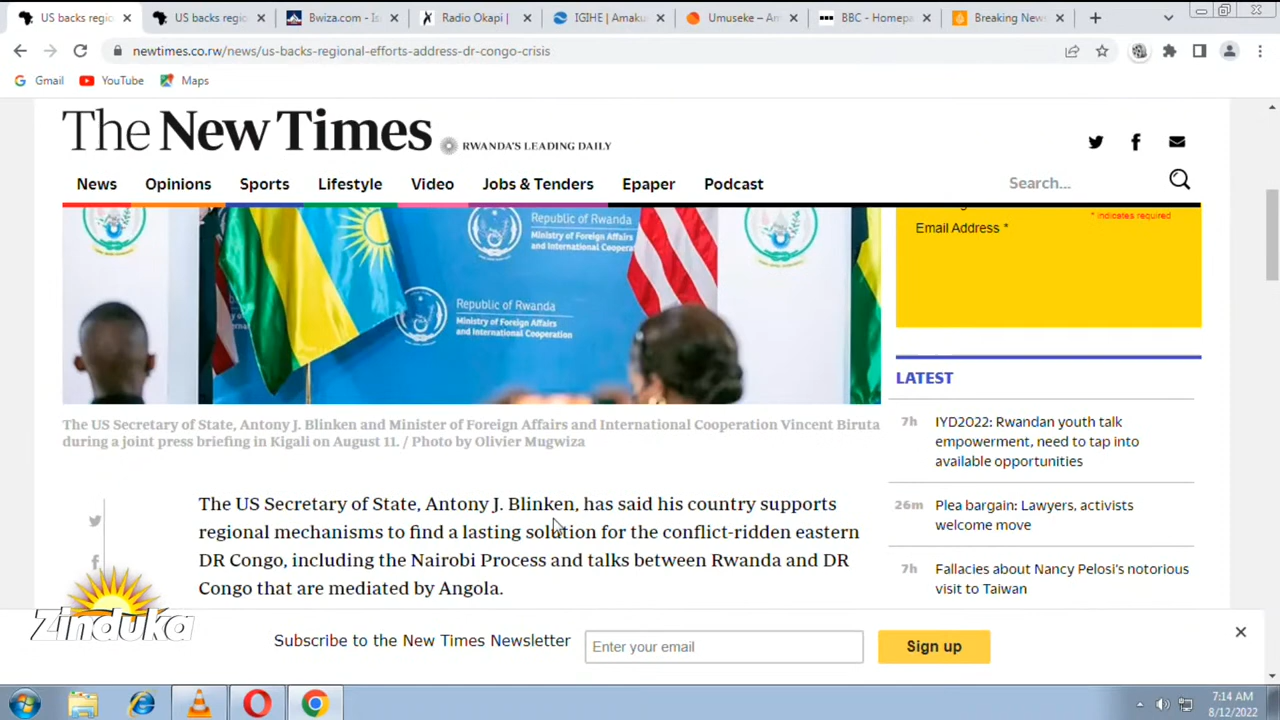 US backs regio
US backs regio
Bwiza.com - Is
Radio Okapi |
IGIHE | Amaku
Umuseke – Am
BBC - Homepa
Breaking New
newtimes.co.rw/news/us-backs-regional-efforts-address-dr-congo-crisis
Gmail YouTube Maps
The New Times RWANDA'S LEADING DAILY
News Opinions Sports Lifestyle Video Jobs & Tenders Epaper Podcast Search...
* indicates required
Email Address *
Republic of Rwanda
Ministry of Foreign Affairs
and International Cooperat
Republic of Rwanda
Ministry of Foreign Affairs
and International Cooperation
LATEST
The US Secretary of State, Antony J. Blinken and Minister of Foreign Affairs and International Cooperation Vincent Biruta
during a joint press briefing in Kigali on August 11. / Photo by Olivier Mugwiza
7h IYD2022: Rwandan youth talk
empowerment, need to tap into
available opportunities
26m Plea bargain: Lawyers, activists
welcome move
7h Fallacies about Nancy Pelosi's notorious
visit to Taiwan
The US Secretary of State, Antony J. Blinken, has said his country supports
regional mechanisms to find a lasting solution for the conflict-ridden eastern
DR Congo, including the Nairobi Process and talks between Rwanda and DR
Congo that are mediated by Angola.
Zinduka
Subscribe to the New Times Newsletter Enter your email Sign up
7:14 AM
8/12/2022